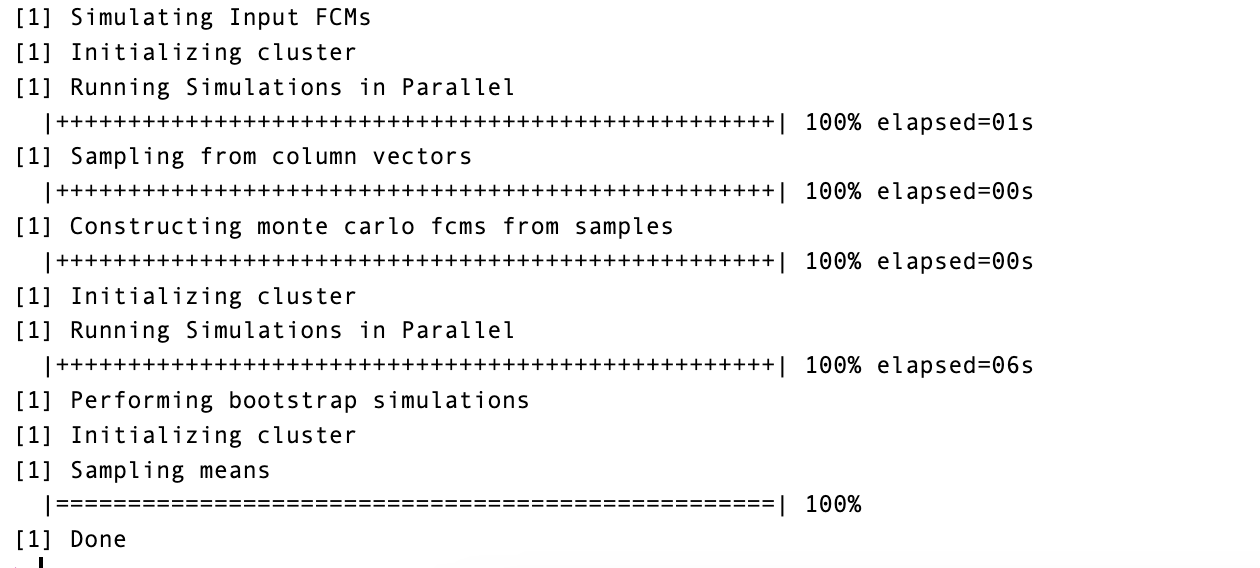 [1] Simulating Input FCMs
[1] Initializing cluster
[1] Running Simulations in Parallel
  |++++++++++++++++++++++++++++++++++++++++++++++++++| 100% elapsed=01s
[1] Sampling from column vectors
  |++++++++++++++++++++++++++++++++++++++++++++++++++| 100% elapsed=00s
[1] Constructing monte carlo fcms from samples
  |++++++++++++++++++++++++++++++++++++++++++++++++++| 100% elapsed=00s
[1] Initializing cluster
[1] Running Simulations in Parallel
  |++++++++++++++++++++++++++++++++++++++++++++++++++| 100% elapsed=06s
[1] Performing bootstrap simulations
[1] Initializing cluster
[1] Sampling means
  |==================================================| 100%
[1] Done